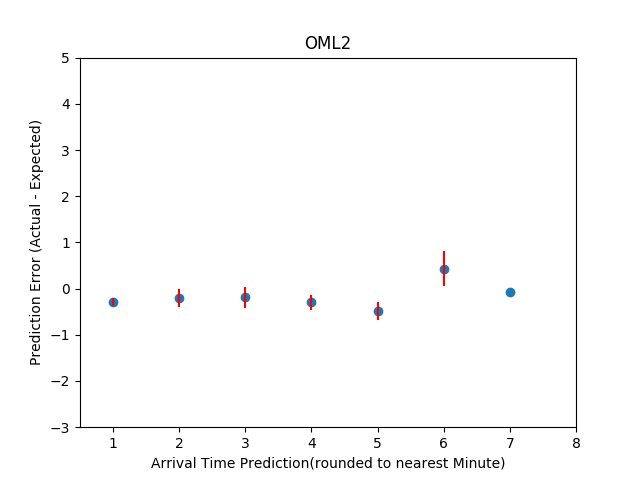 OML2
5
4
3
2
1
0
−1
−2
−3
Prediction Error (Actual - Expected)
1 2 3 4 5 6 7 8
Arrival Time Prediction(rounded to nearest Minute)